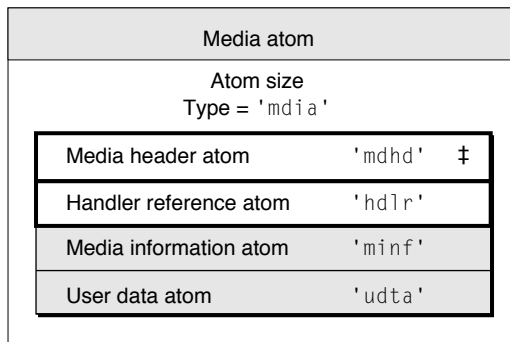 Media atom
Atom size
Type = 'mdia'
Media header atom 'mdhd' ‡
Handler reference atom 'hdlr'
Media information atom 'minf'
User data atom 'udta'